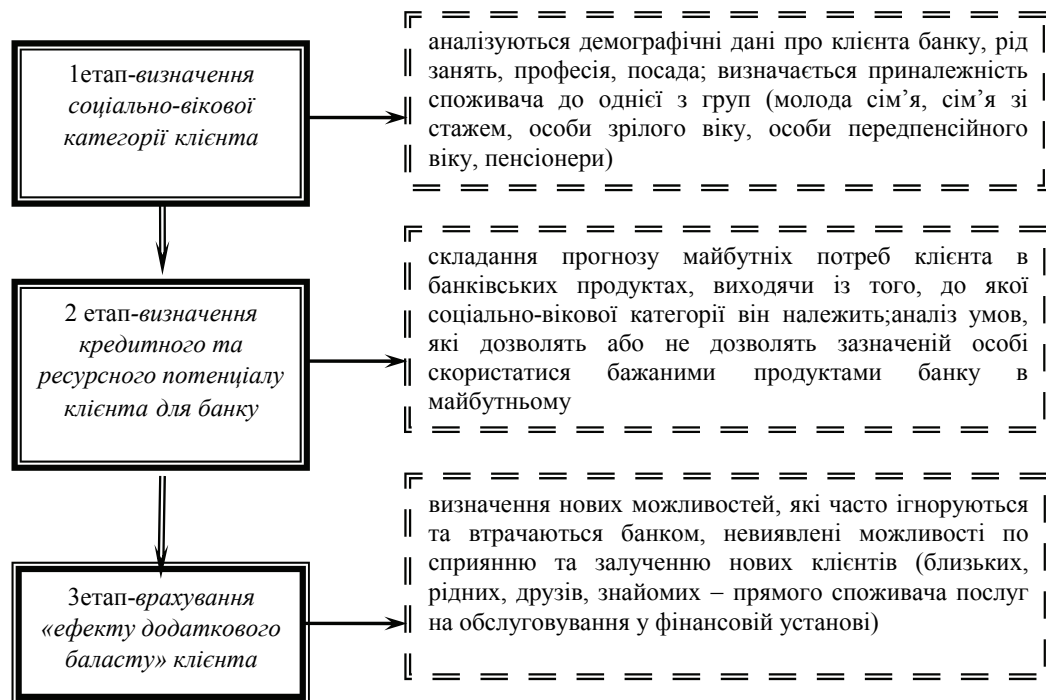 1етап-визначення
соціально-вікової
категорії клієнта
аналізуються демографічні дані про клієнта банку, рід
занять, професія, посада; визначається приналежність
споживача до однієї з груп (молода сім’я, сім’я зі
стажем, особи зрілого віку, особи передпенсійного
віку, пенсіонери)
2 етап-визначення
кредитного та
ресурсного потенціалу
клієнта для банку
складання прогнозу майбутніх потреб клієнта в
банківських продуктах, виходячи із того, до якої
соціально-вікової категорії він належить;аналіз умов,
які дозволять або не дозволять зазначеній особі
скористатися бажаними продуктами банку в
майбутньому
3етап-врахування
«ефекту додаткового
баласту» клієнта
визначення нових можливостей, які часто ігноруються
та втрачаються банком, невиявлені можливості по
сприянню та залученню нових клієнтів (близьких,
рідних, друзів, знайомих – прямого споживача послуг
на обслуговування у фінансовій установі)